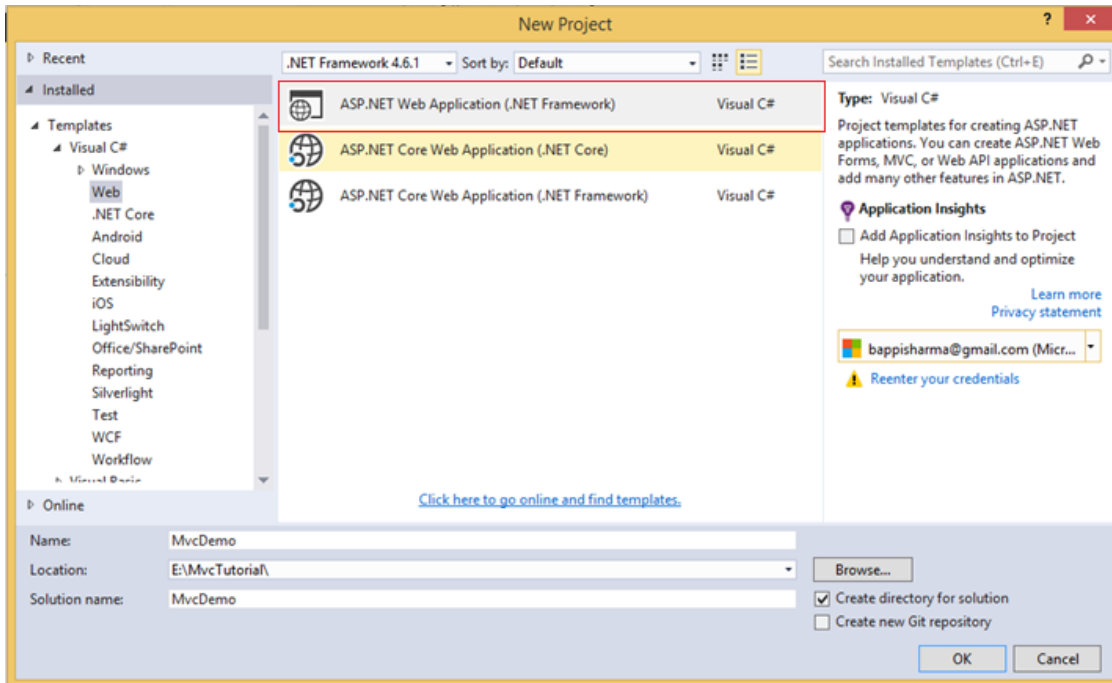 New Project
? ×
Recent
.NET Framework 4.6.1 Sort by: Default
Search Installed Templates (Ctrl+E)
Installed
Templates
Visual C#
Windows
Web
.NET Core
Android
Cloud
Extensibility
iOS
LightSwitch
Office/SharePoint
Reporting
Silverlight
Test
WCF
Workflow
Visual Basic
Online
ASP.NET Web Application (.NET Framework) Visual C#
ASP.NET Core Web Application (.NET Core) Visual C#
ASP.NET Core Web Application (.NET Framework) Visual C#
Click here to go online and find templates.
Type: Visual C#
Project templates for creating ASP.NET
applications. You can create ASP.NET Web
Forms, MVC, or Web API applications and
add many other features in ASP.NET.
Application Insights
Add Application Insights to Project
Help you understand and optimize
your application.
Learn more
Privacy statement
bappisharma@gmail.com (Micr...
Reenter your credentials
Name: MvcDemo
Location: E:\MvcTutorial\
Browse...
Solution name: MvcDemo
Create directory for solution
Create new Git repository
OK Cancel